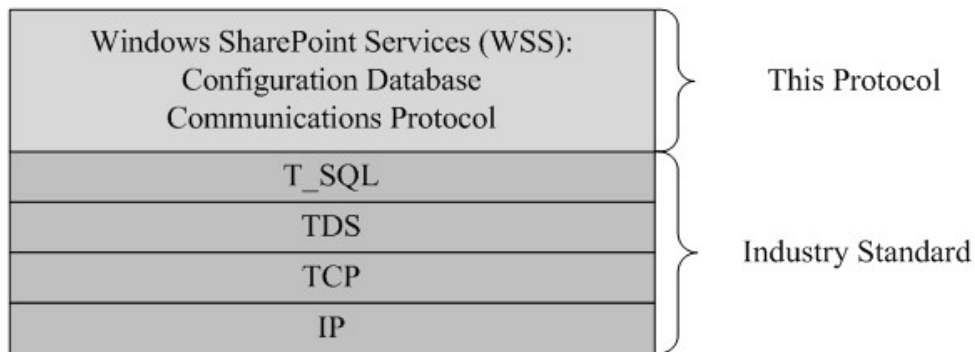 Windows SharePoint Services (WSS):
Configuration Database
Communications Protocol
This Protocol
T_SQL
TDS
TCP
IP
Industry Standard